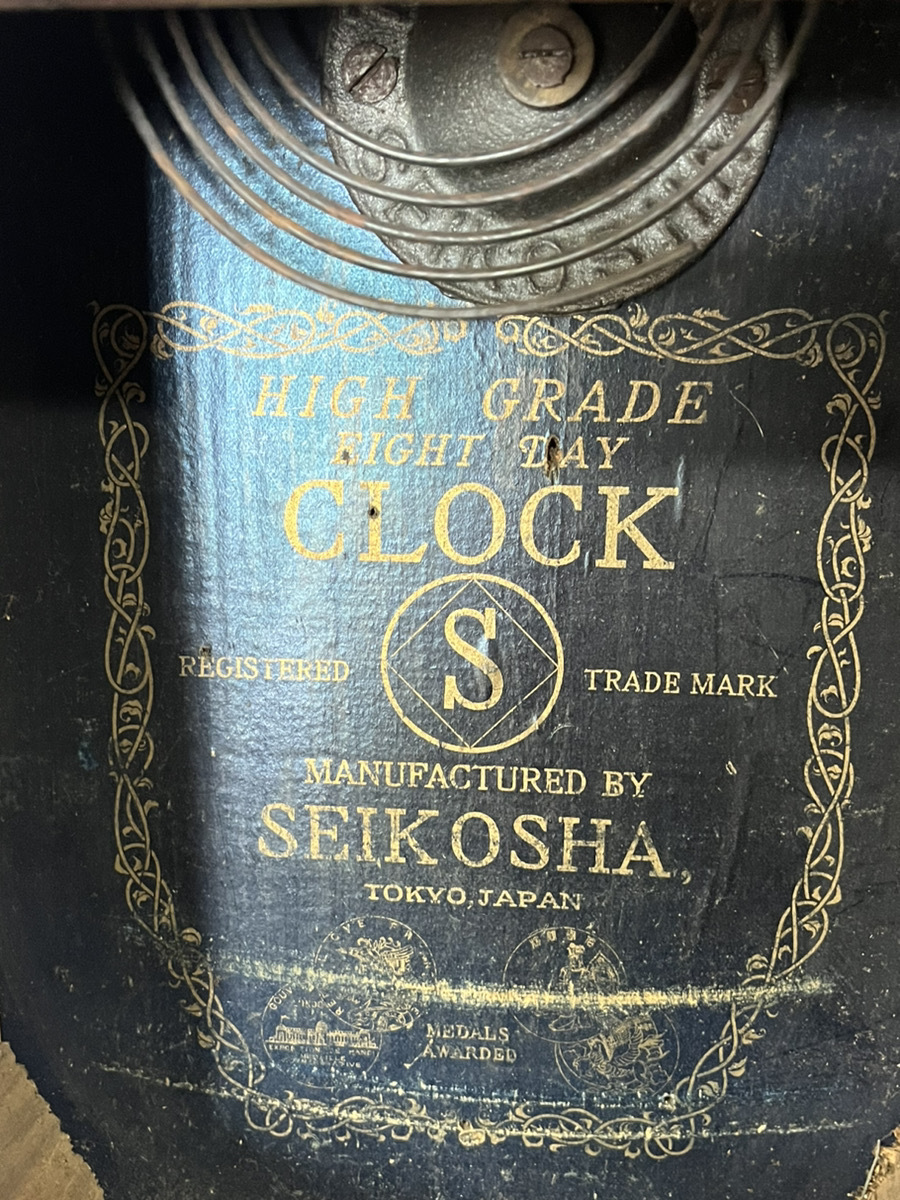 HIGH GRADE
EIGHT DAY
CLOCK
S
REGISTERED TRADE MARK
MANUFACTURED BY
SEIKOSHA,
TOKYO, JAPAN
MEDALS
AWARDED